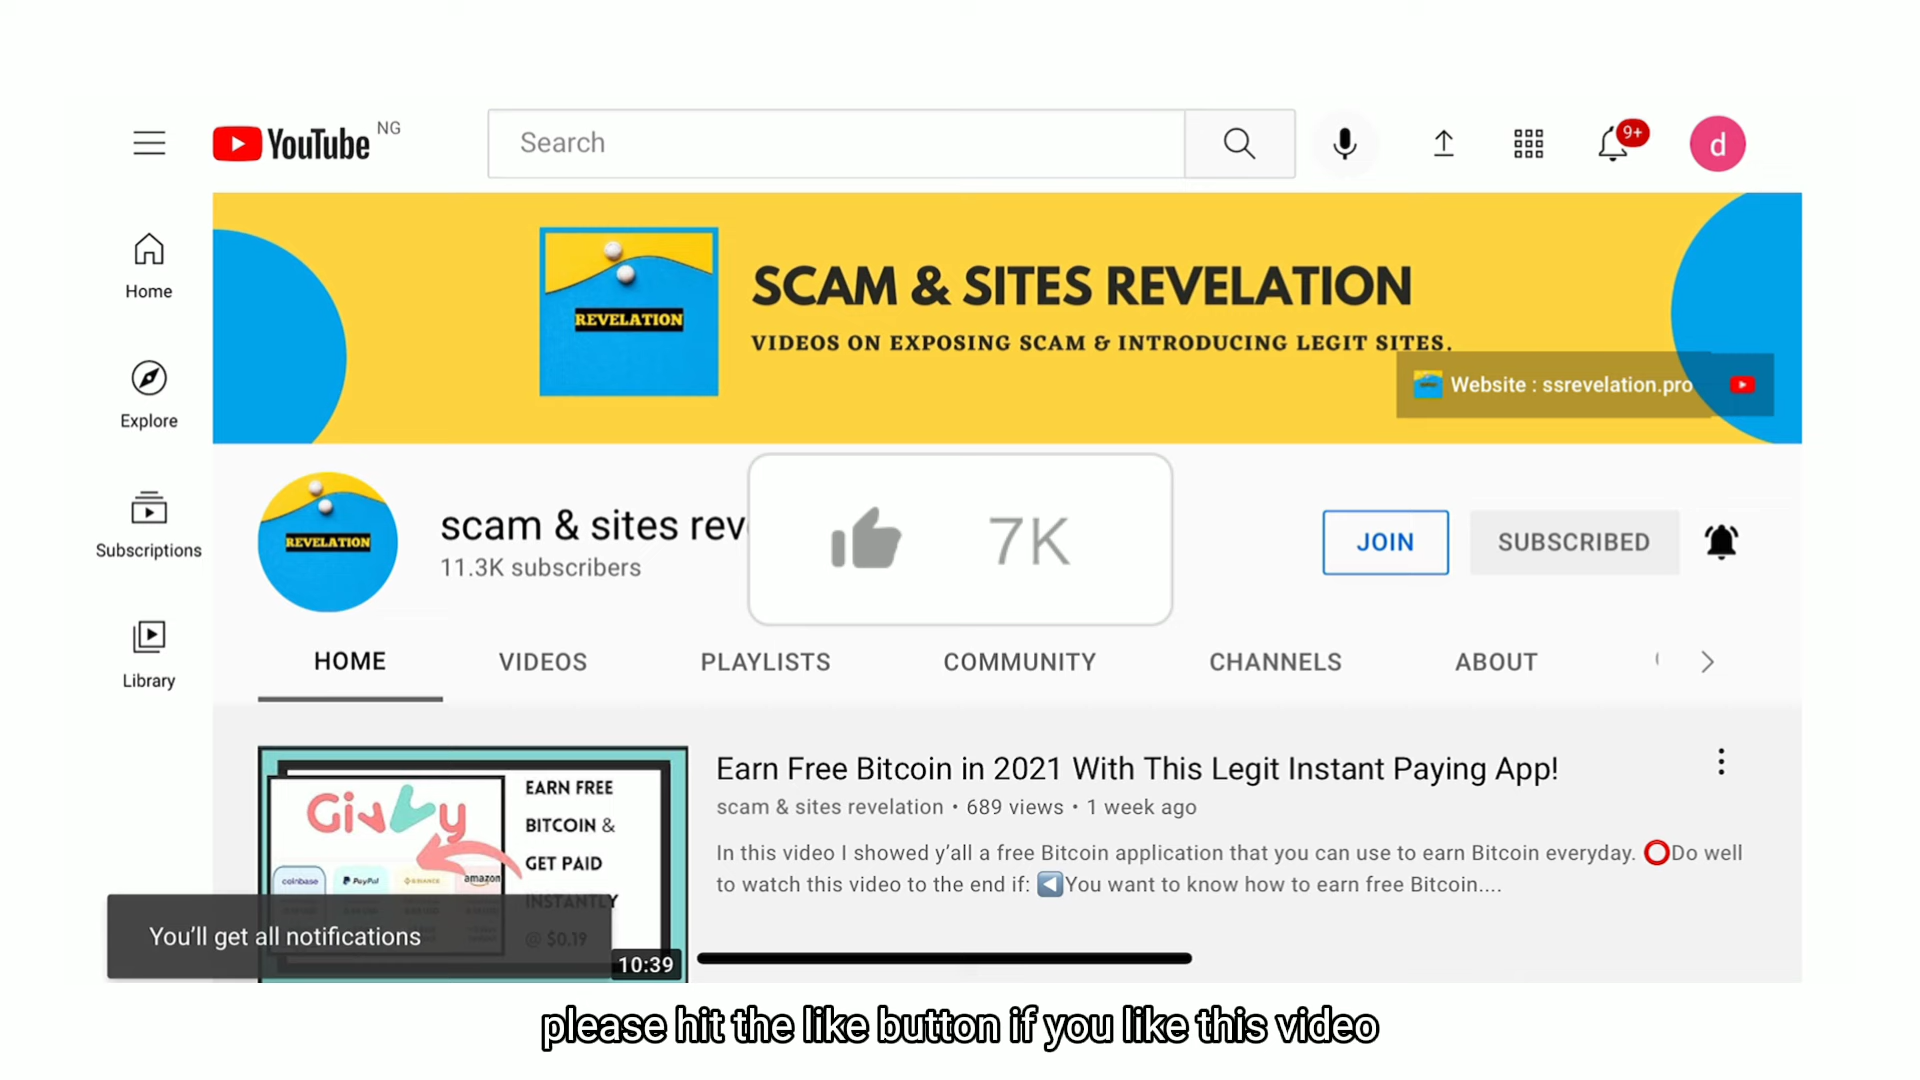 YouTube NG
Search
9+
d
Home
Explore
Subscriptions
Library
REVELATION
SCAM & SITES REVELATION
VIDEOS ON EXPOSING SCAM & INTRODUCING LEGIT SITES.
Website : ssrevelation.pro
REVELATION
scam & sites rev
11.3K subscribers
7K
JOIN
SUBSCRIBED
HOME
VIDEOS
PLAYLISTS
COMMUNITY
CHANNELS
ABOUT
Givvy
EARN FREE
BITCOIN &
GET PAID
INSTANTLY
@ $0.19
coinbase
PayPal
BINANCE
amazon
10:39
You'll get all notifications
Earn Free Bitcoin in 2021 With This Legit Instant Paying App!
scam & sites revelation • 689 views • 1 week ago
In this video I showed y'all a free Bitcoin application that you can use to earn Bitcoin everyday. ⭕Do well
to watch this video to the end if: ◀️You want to know how to earn free Bitcoin....
please hit the like button if you like this video